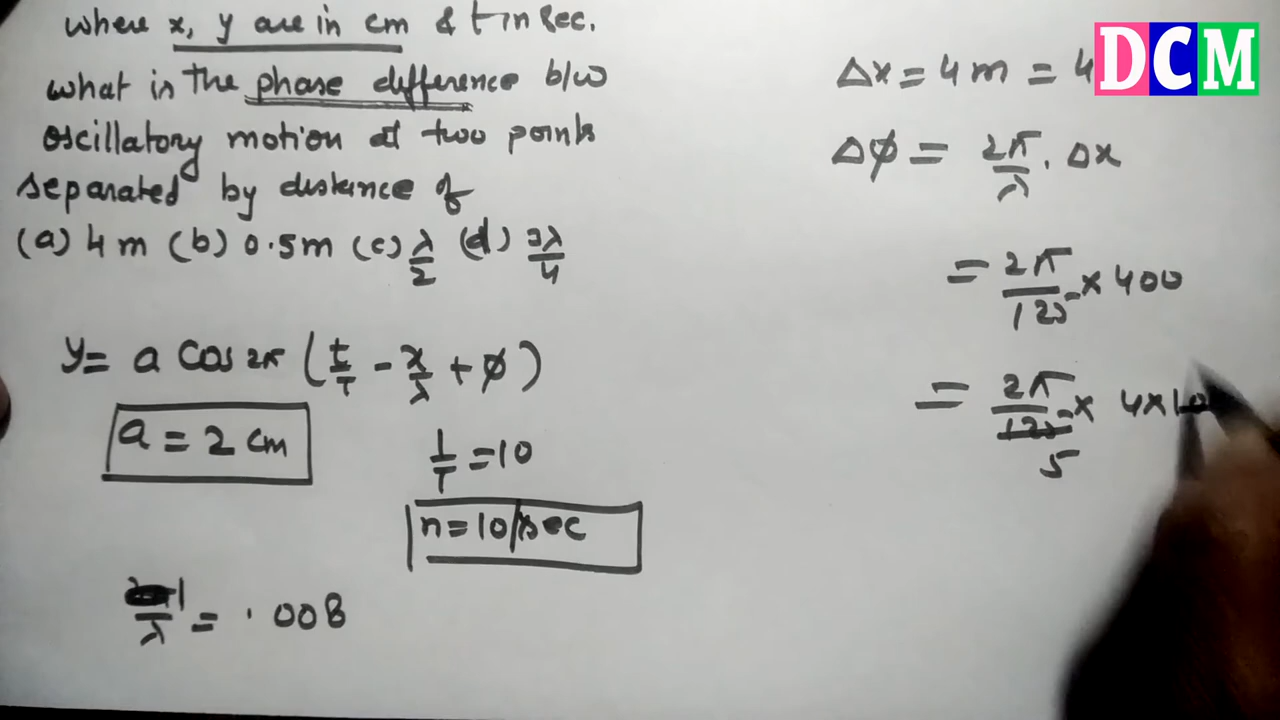 where x, y are in cm & t in sec.
what is the phase difference b/w
oscillatory motion at two points
separated by distance of
(a) 4 m (b) 0.5m (c) λ/2 (d) 3λ/4
y = a cos 2π (t/T - x/λ + φ)
a = 2 cm
1/T = 10
n = 10/sec
1/λ = .008
Δx = 4 m = 4
DCM
Δφ = 2π/λ . Δx
= 2π/125 × 400
= 2π/125 × 4×10
5